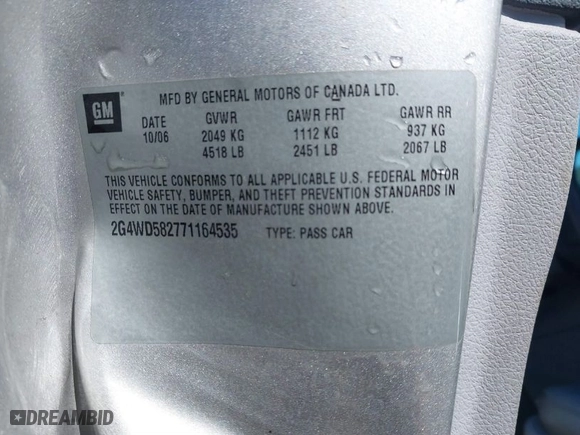 GM
MFD BY GENERAL MOTORS OF CANADA LTD.
DATE GVWR GAWR FRT GAWR RR
10/06 2049 KG 1112 KG 937 KG
4518 LB 2451 LB 2067 LB
THIS VEHICLE CONFORMS TO ALL APPLICABLE U.S. FEDERAL MOTOR
VEHICLE SAFETY, BUMPER, AND THEFT PREVENTION STANDARDS IN
EFFECT ON THE DATE OF MANUFACTURE SHOWN ABOVE.
2G4WD582771164535 TYPE: PASS CAR
DREAMBID